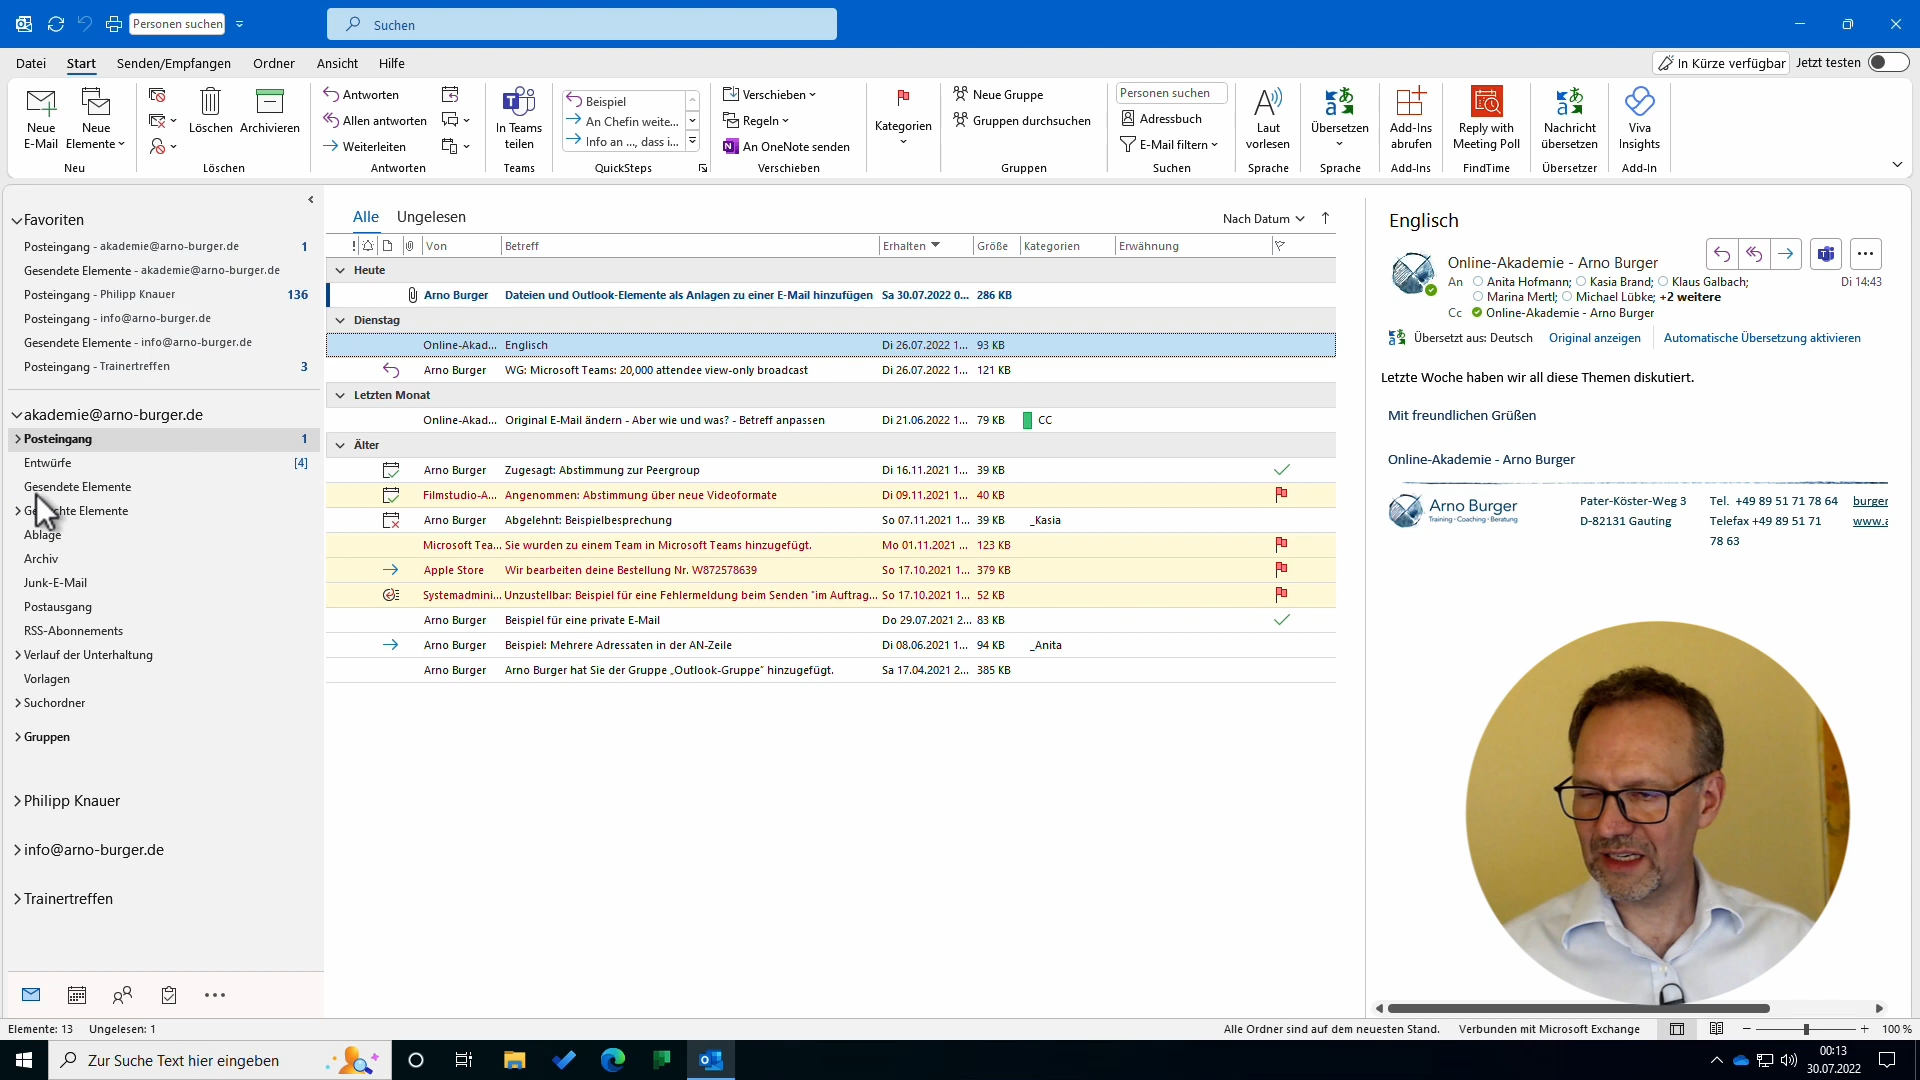 Personen suchen
Suchen
Datei Start Senden/Empfangen Ordner Ansicht Hilfe
In Kürze verfügbar Jetzt testen
Neue E-Mail
Neue Elemente
Neu
Löschen Archivieren
Löschen
Antworten
Allen antworten
Weiterleiten
Antworten
In Teams teilen
Teams
Beispiel
An Chefin weite...
Info an ..., dass i...
QuickSteps
Verschieben
Regeln
An OneNote senden
Verschieben
Kategorien
Neue Gruppe
Gruppen durchsuchen
Gruppen
Personen suchen
Adressbuch
E-Mail filtern
Suchen
Laut vorlesen
Sprache
Übersetzen
Sprache
Add-Ins abrufen
Add-Ins
Reply with Meeting Poll
FindTime
Nachricht übersetzen
Übersetzer
Viva Insights
Add-In
Favoriten
Posteingang - akademie@arno-burger.de 1
Gesendete Elemente - akademie@arno-burger.de
Posteingang - Philipp Knauer 136
Posteingang - info@arno-burger.de
Gesendete Elemente - info@arno-burger.de
Posteingang - Trainertreffen 3
akademie@arno-burger.de
Posteingang 1
Entwürfe [4]
Gesendete Elemente
Elemente
Ablage
Archiv
Junk-E-Mail
Postausgang
RSS-Abonnements
Verlauf der Unterhaltung
Vorlagen
Suchordner
Gruppen
Philipp Knauer
info@arno-burger.de
Trainertreffen
Alle Ungelesen Nach Datum
! Von Betreff Erhalten Größe Kategorien Erwähnung
Heute
Arno Burger Dateien und Outlook-Elemente als Anlagen zu einer E-Mail hinzufügen Sa 30.07.2022 0... 286 KB
Dienstag
Online-Akad... Englisch Di 26.07.2022 1... 93 KB
Arno Burger WG: Microsoft Teams: 20,000 attendee view-only broadcast Di 26.07.2022 1... 121 KB
Letzten Monat
Online-Akad... Original E-Mail ändern - Aber wie und was? - Betreff anpassen Di 21.06.2022 1... 79 KB CC
Älter
Arno Burger Zugesagt: Abstimmung zur Peergroup Di 16.11.2021 1... 39 KB
Filmstudio-A... Angenommen: Abstimmung über neue Videoformate Di 09.11.2021 1... 40 KB
Arno Burger Abgelehnt: Beispielbesprechung So 07.11.2021 1... 39 KB _Kasia
Microsoft Tea... Sie wurden zu einem Team in Microsoft Teams hinzugefügt. Mo 01.11.2021 ... 123 KB
Apple Store Wir bearbeiten deine Bestellung Nr. W872578639 So 17.10.2021 1... 379 KB
Systemadmini... Unzustellbar: Beispiel für eine Fehlermeldung beim Senden "im Auftrag... So 17.10.2021 1... 52 KB
Arno Burger Beispiel für eine private E-Mail Do 29.07.2021 2... 83 KB
Arno Burger Beispiel: Mehrere Adressaten in der AN-Zeile Di 08.06.2021 1... 94 KB _Anita
Arno Burger Arno Burger hat Sie der Gruppe „Outlook-Gruppe" hinzugefügt. Sa 17.04.2021 2... 385 KB
Englisch
Online-Akademie - Arno Burger
An Anita Hofmann; Kasia Brand; Klaus Galbach; Di 14:43
Marina Mertl; Michael Lübke; +2 weitere
Cc Online-Akademie - Arno Burger
Übersetzt aus: Deutsch Original anzeigen Automatische Übersetzung aktivieren
Letzte Woche haben wir all diese Themen diskutiert.
Mit freundlichen Grüßen
Online-Akademie - Arno Burger
Arno Burger
Training · Coaching · Beratung
Pater-Köster-Weg 3
D-82131 Gauting
Tel. +49 89 51 71 78 64
Telefax +49 89 51 71
78 63
burger
www.a
Elemente: 13 Ungelesen: 1 Alle Ordner sind auf dem neuesten Stand. Verbunden mit Microsoft Exchange 100 %
Zur Suche Text hier eingeben
00:13
30.07.2022